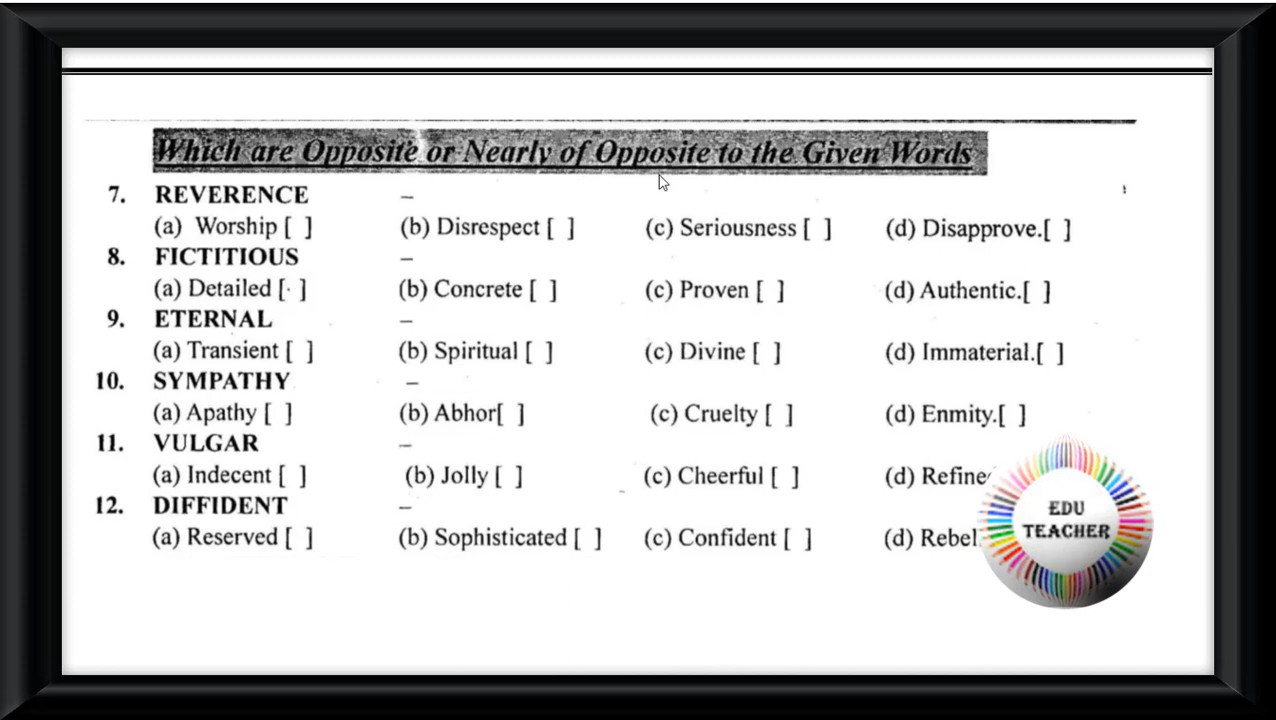 Which are Opposite or Nearly of Opposite to the Given Words
7. REVERENCE –
(a) Worship [ ] (b) Disrespect [ ] (c) Seriousness [ ] (d) Disapprove.[ ]
8. FICTITIOUS –
(a) Detailed [ ] (b) Concrete [ ] (c) Proven [ ] (d) Authentic.[ ]
9. ETERNAL –
(a) Transient [ ] (b) Spiritual [ ] (c) Divine [ ] (d) Immaterial.[ ]
10. SYMPATHY –
(a) Apathy [ ] (b) Abhor[ ] (c) Cruelty [ ] (d) Enmity.[ ]
11. VULGAR –
(a) Indecent [ ] (b) Jolly [ ] (c) Cheerful [ ] (d) Refine
12. DIFFIDENT –
(a) Reserved [ ] (b) Sophisticated [ ] (c) Confident [ ] (d) Rebel
EDU
TEACHER